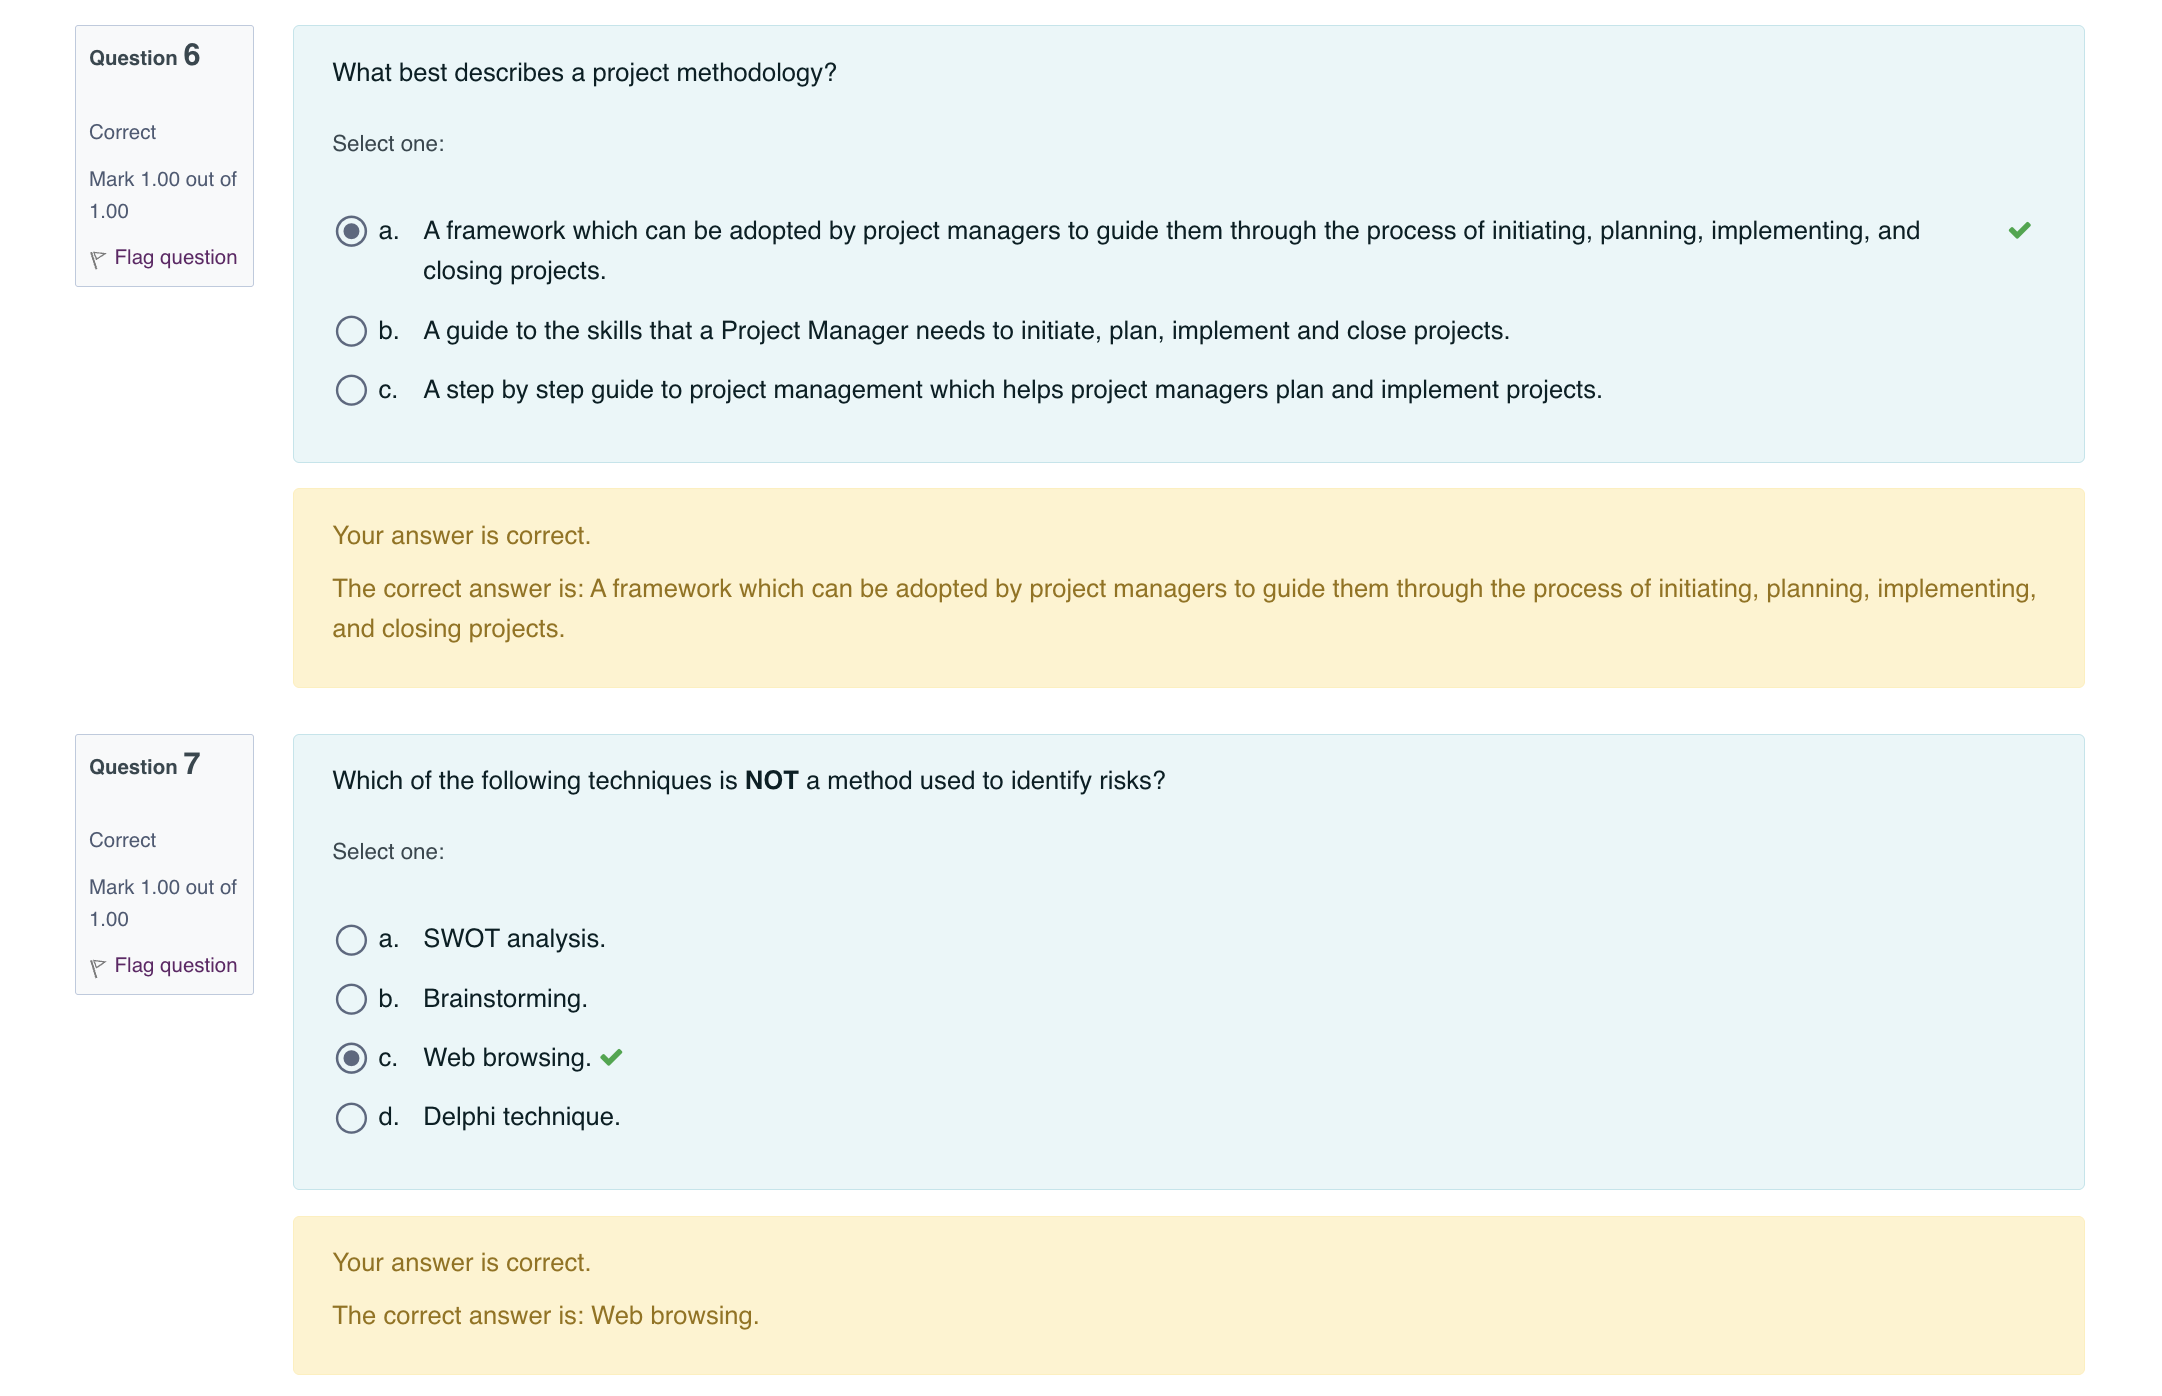 Question 6
Correct
Mark 1.00 out of
1.00
Flag question
What best describes a project methodology?
Select one:
a. A framework which can be adopted by project managers to guide them through the process of initiating, planning, implementing, and
closing projects.
b. A guide to the skills that a Project Manager needs to initiate, plan, implement and close projects.
c. A step by step guide to project management which helps project managers plan and implement projects.
Your answer is correct.
The correct answer is: A framework which can be adopted by project managers to guide them through the process of initiating, planning, implementing,
and closing projects.
Question 7
Correct
Mark 1.00 out of
1.00
Flag question
Which of the following techniques is NOT a method used to identify risks?
Select one:
a. SWOT analysis.
b. Brainstorming.
c. Web browsing.
d. Delphi technique.
Your answer is correct.
The correct answer is: Web browsing.